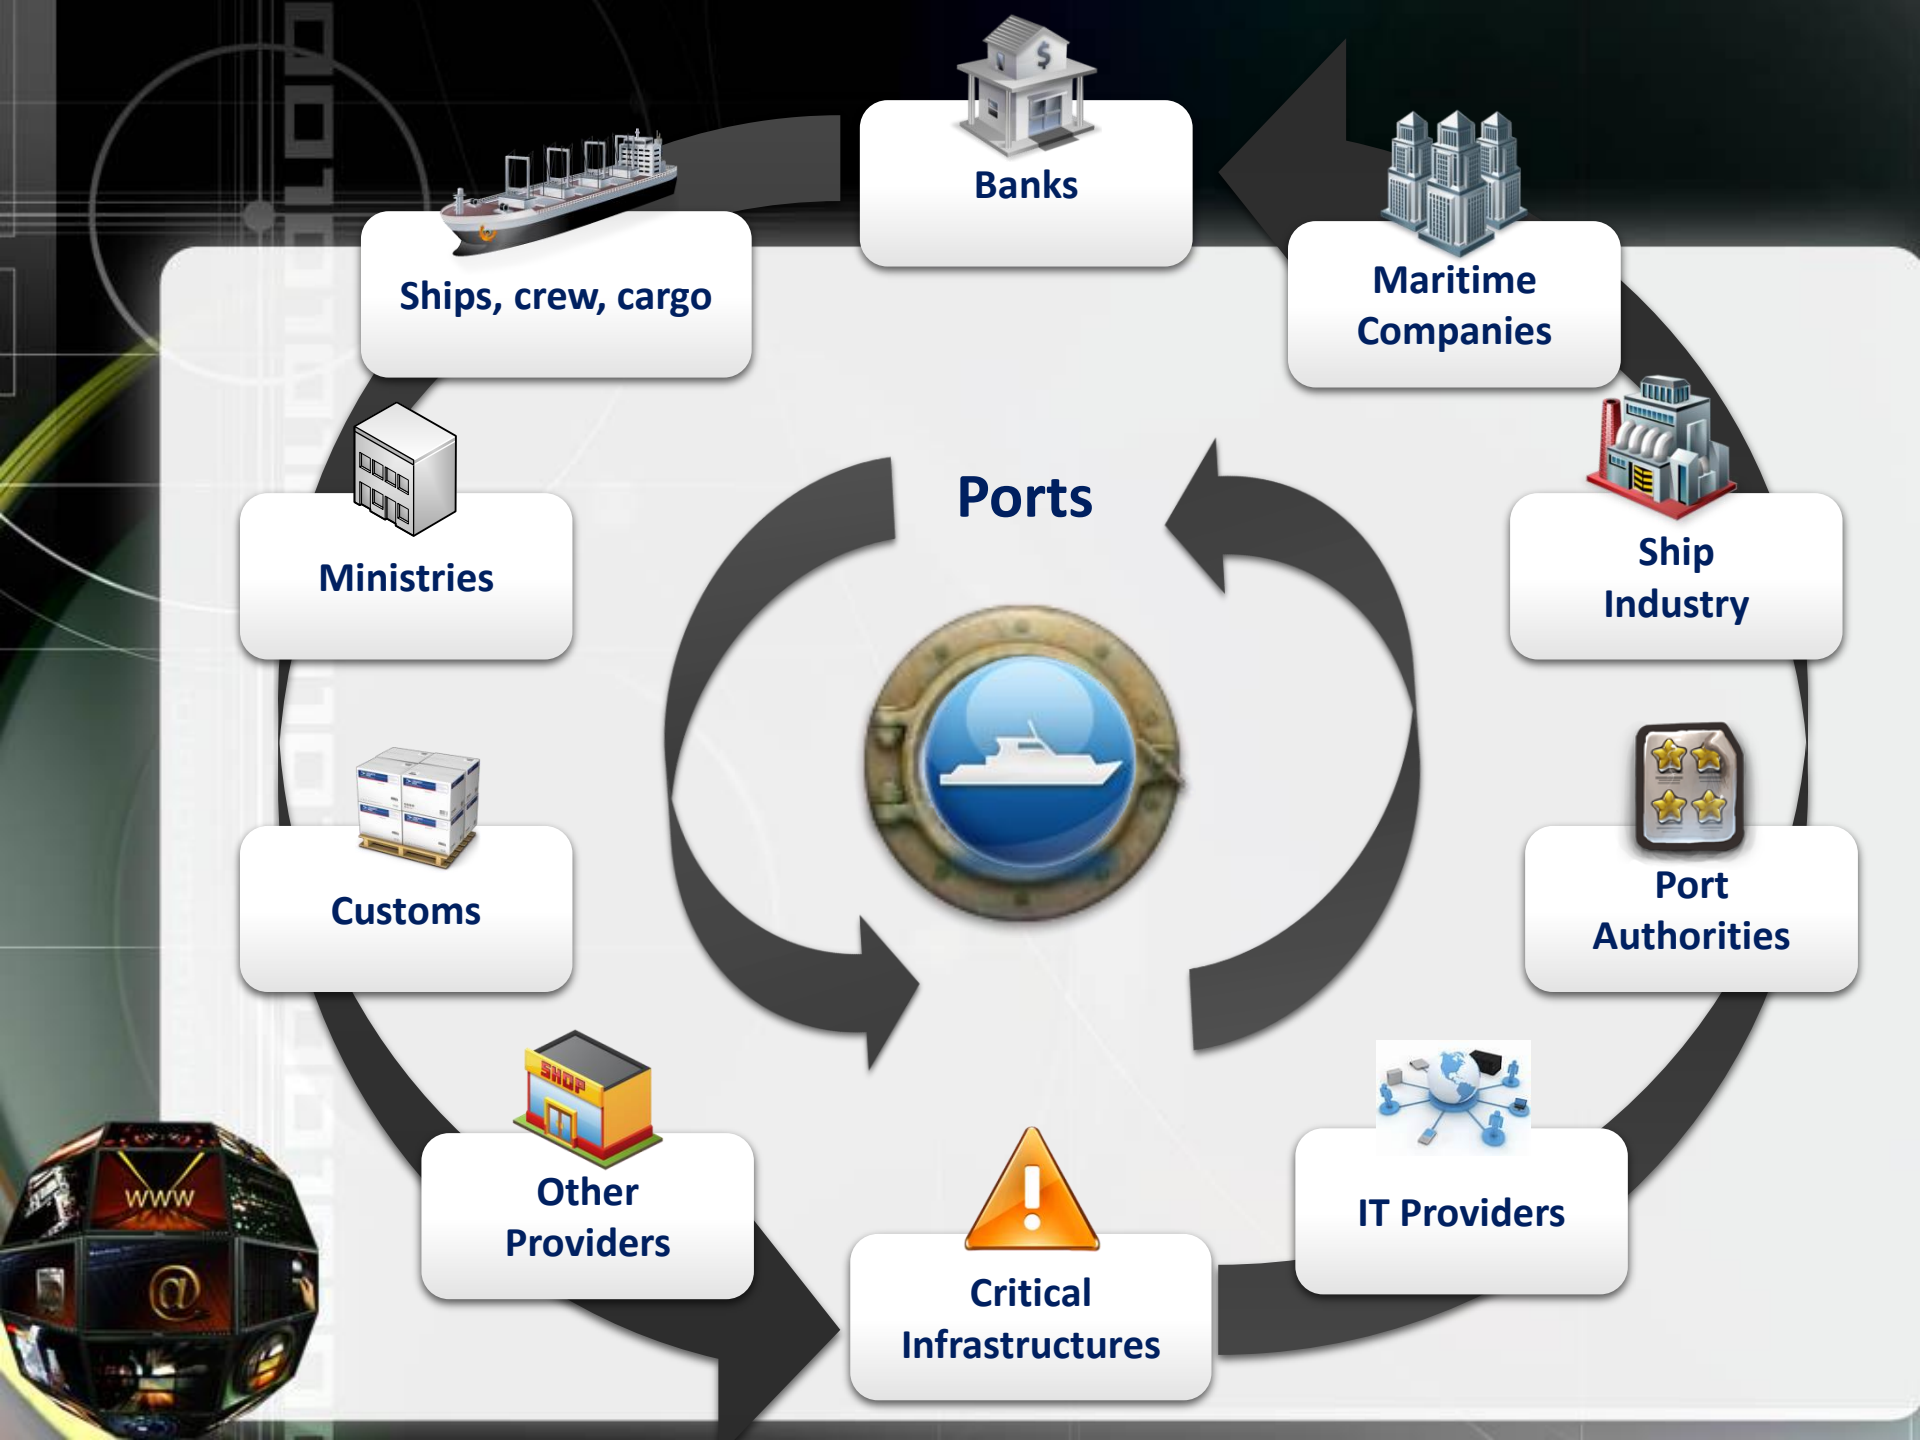 Banks
Ships, crew, cargo
Maritime
Companies
Ports
Ministries
Ship
Industry
Customs
Port
Authorities
SHOP
Other
Providers
IT Providers
Critical
Infrastructures
www
@